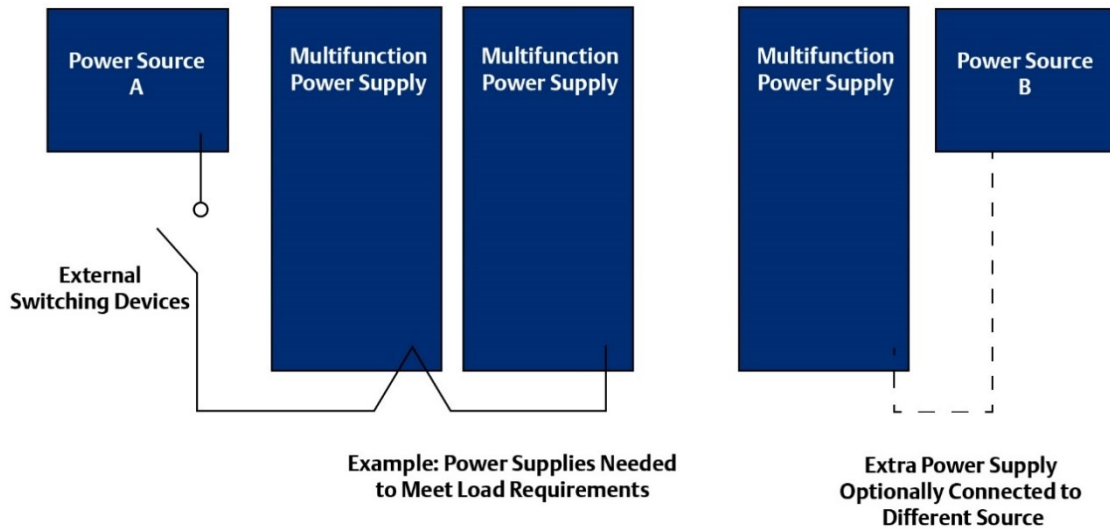 Power Source
A
Multifunction
Power Supply
Multifunction
Power Supply
Multifunction
Power Supply
Power Source
B
External
Switching Devices
Example: Power Supplies Needed
to Meet Load Requirements
Extra Power Supply
Optionally Connected to
Different Source